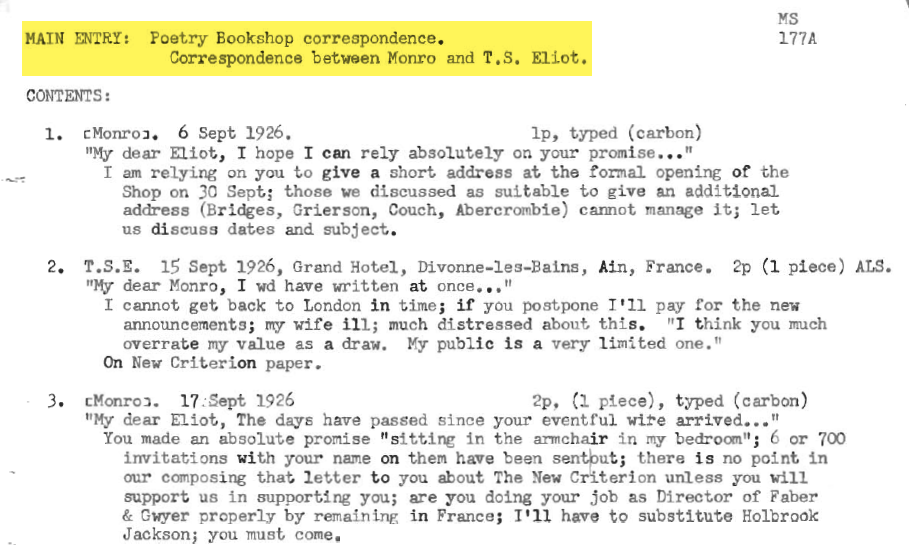 MS
MAIN ENTRY: Poetry Bookshop correspondence. 177A
Correspondence between Monro and T.S. Eliot.
CONTENTS:
1. [Monro]. 6 Sept 1926. 1p, typed (carbon)
"My dear Eliot, I hope I can rely absolutely on your promise..."
I am relying on you to give a short address at the formal opening of the
Shop on 30 Sept; those we discussed as suitable to give an additional
address (Bridges, Grierson, Couch, Abercrombie) cannot manage it; let
us discuss dates and subject.
2. T.S.E. 15 Sept 1926, Grand Hotel, Divonne-les-Bains, Ain, France. 2p (1 piece) ALS.
"My dear Monro, I wd have written at once..."
I cannot get back to London in time; if you postpone I'll pay for the new
announcements; my wife ill; much distressed about this. "I think you much
overrate my value as a draw. My public is a very limited one."
On New Criterion paper.
3. [Monro]. 17 Sept 1926 2p, (1 piece), typed (carbon)
"My dear Eliot, The days have passed since your eventful wire arrived..."
You made an absolute promise "sitting in the armchair in my bedroom"; 6 or 700
invitations with your name on them have been sent out; there is no point in
our composing that letter to you about The New Criterion unless you will
support us in supporting you; are you doing your job as Director of Faber
& Gwyer properly by remaining in France; I'll have to substitute Holbrook
Jackson; you must come.